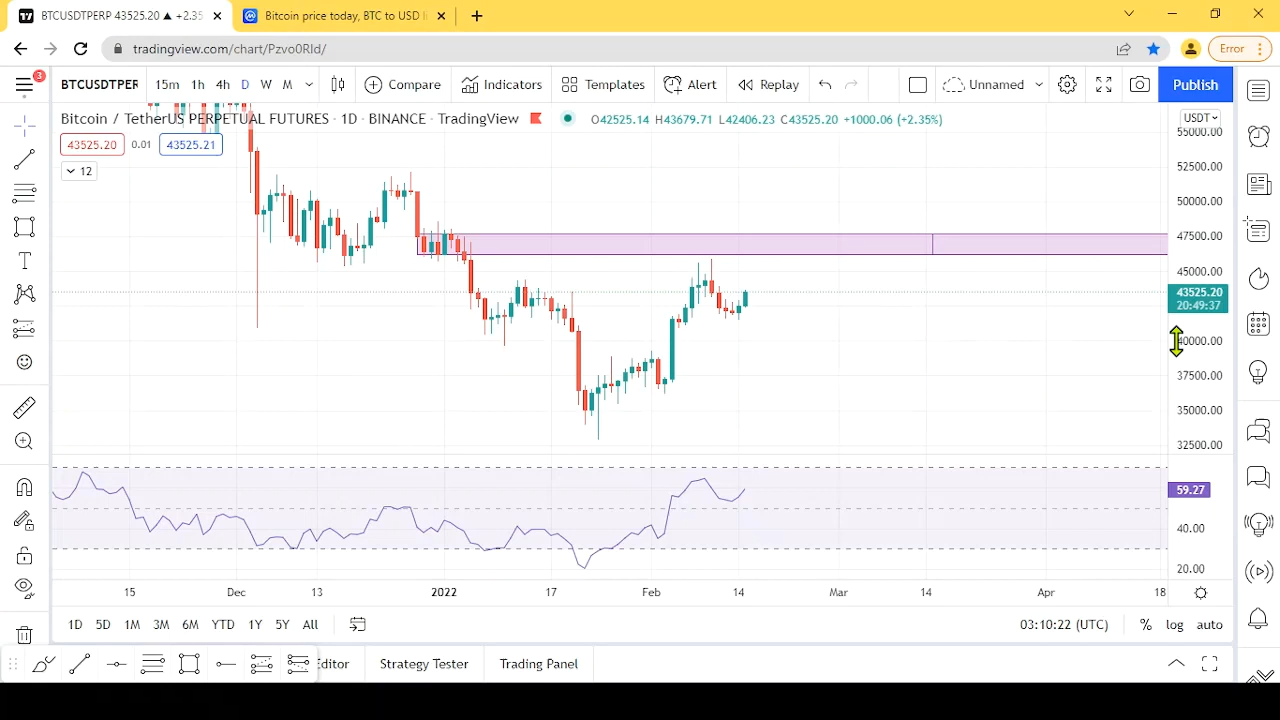 BTCUSDTPERP 43525.20 ▲ +2.35
Bitcoin price today, BTC to USD li
tradingview.com/chart/Pzvo0RId/
Error
3
BTCUSDTPER 15m 1h 4h D W M Compare Indicators Templates Alert Replay Unnamed Publish
Bitcoin / TetherUS PERPETUAL FUTURES · 1D · BINANCE · TradingView O42525.14 H43679.71 L42406.23 C43525.20 +1000.06 (+2.35%)
USDT
43525.20 0.01 43525.21
12
55000.00
52500.00
50000.00
47500.00
45000.00
43525.20
20:49:37
40000.00
37500.00
35000.00
32500.00
59.27
40.00
20.00
15 Dec 13 2022 17 Feb 14 Mar 14 Apr 18
1D 5D 1M 3M 6M YTD 1Y 5Y All 03:10:22 (UTC) % log auto
Editor Strategy Tester Trading Panel